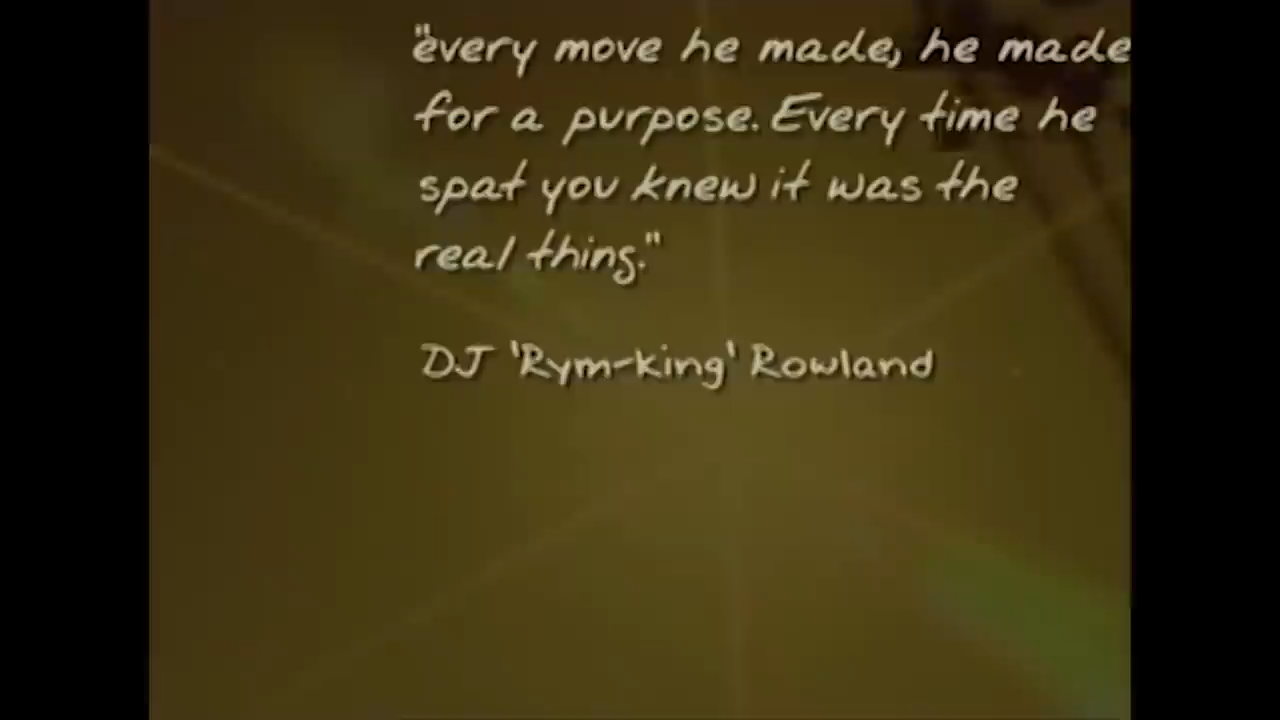 "every move he made, he made
for a purpose. Every time he
spat you knew it was the
real thing."
DJ 'Rym-king' Rowland